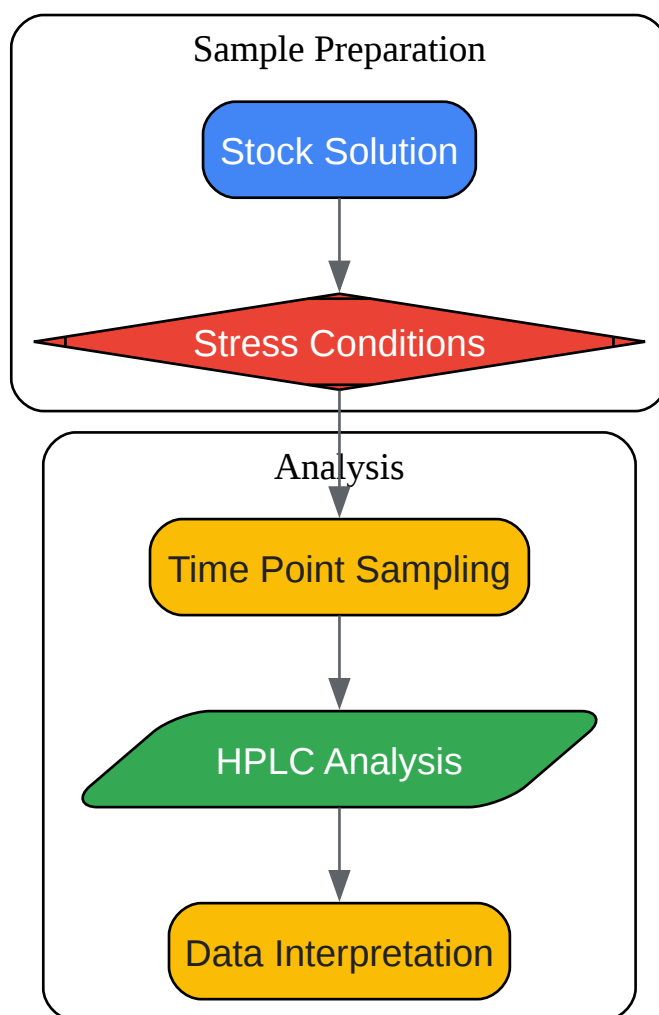 Sample Preparation
Stock Solution
Stress Conditions
Analysis
Time Point Sampling
HPLC Analysis
Data Interpretation